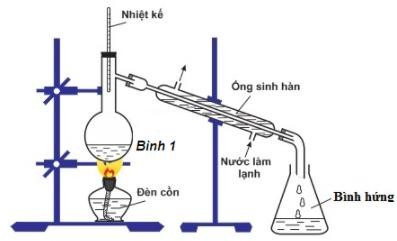 Nhiệt kế
Ống sinh hàn
Bình 1
Nước làm
lạnh
Đèn cồn
Bình hứng